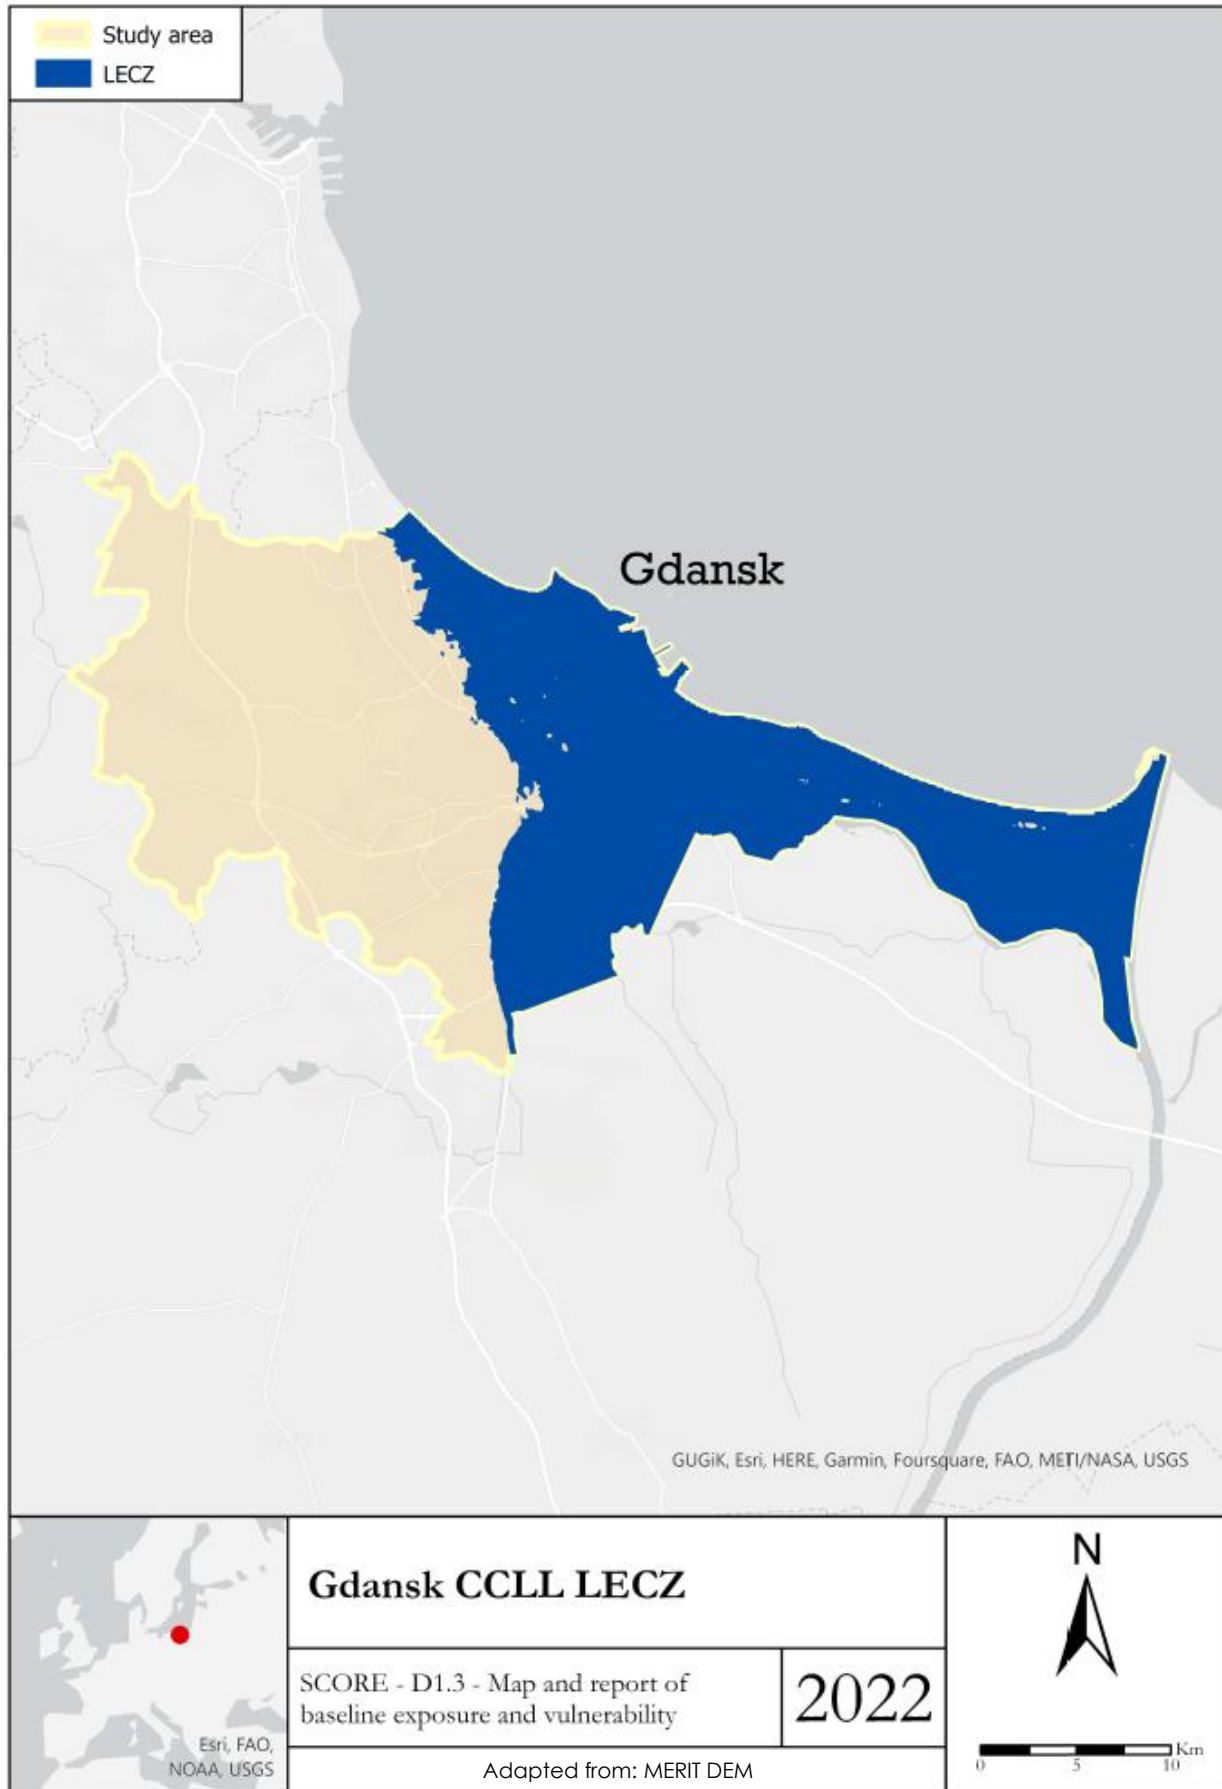 Study area
LECZ
Gdansk
GUGiK, Esri, HERE, Garmin, Foursquare, FAO, METI/NASA, USGS
Esri, FAO,
NOAA, USGS
Gdansk CCLL LECZ
SCORE - D1.3 - Map and report of
baseline exposure and vulnerability
2022
Adapted from: MERIT DEM
N
0 5 10 Km